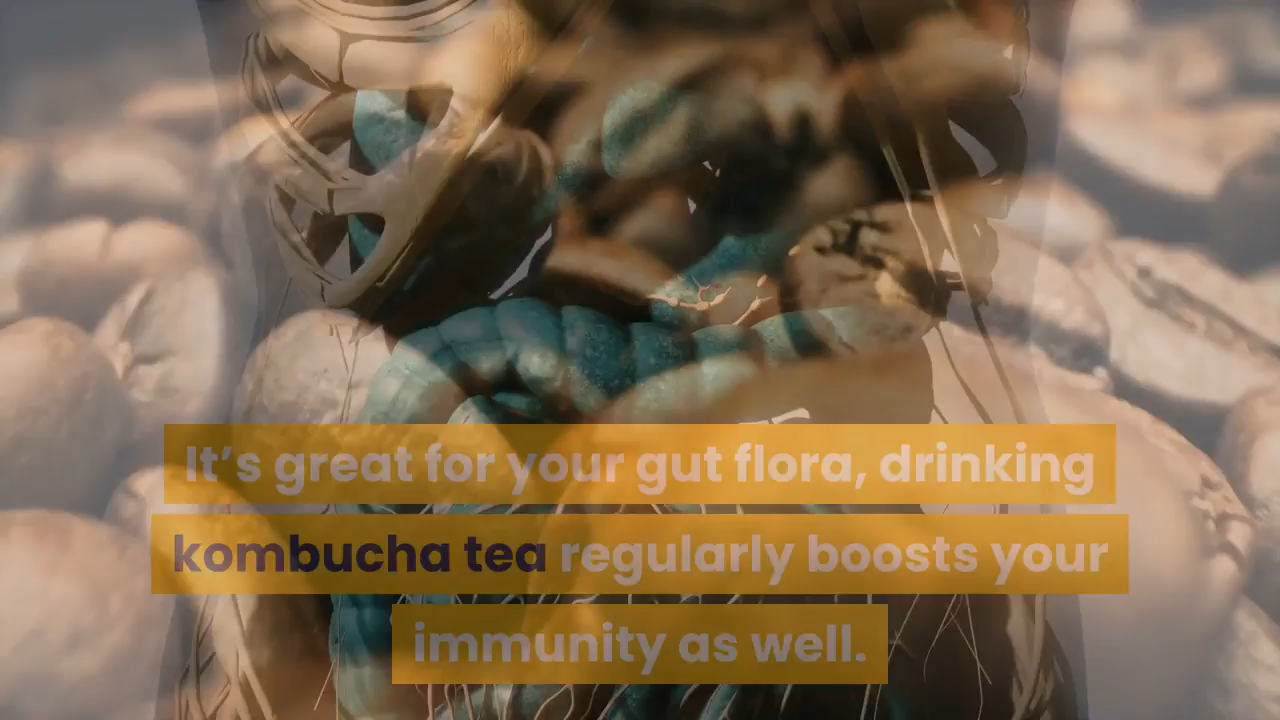 It’s great for your gut flora, drinking
kombucha tea regularly boosts your
immunity as well.